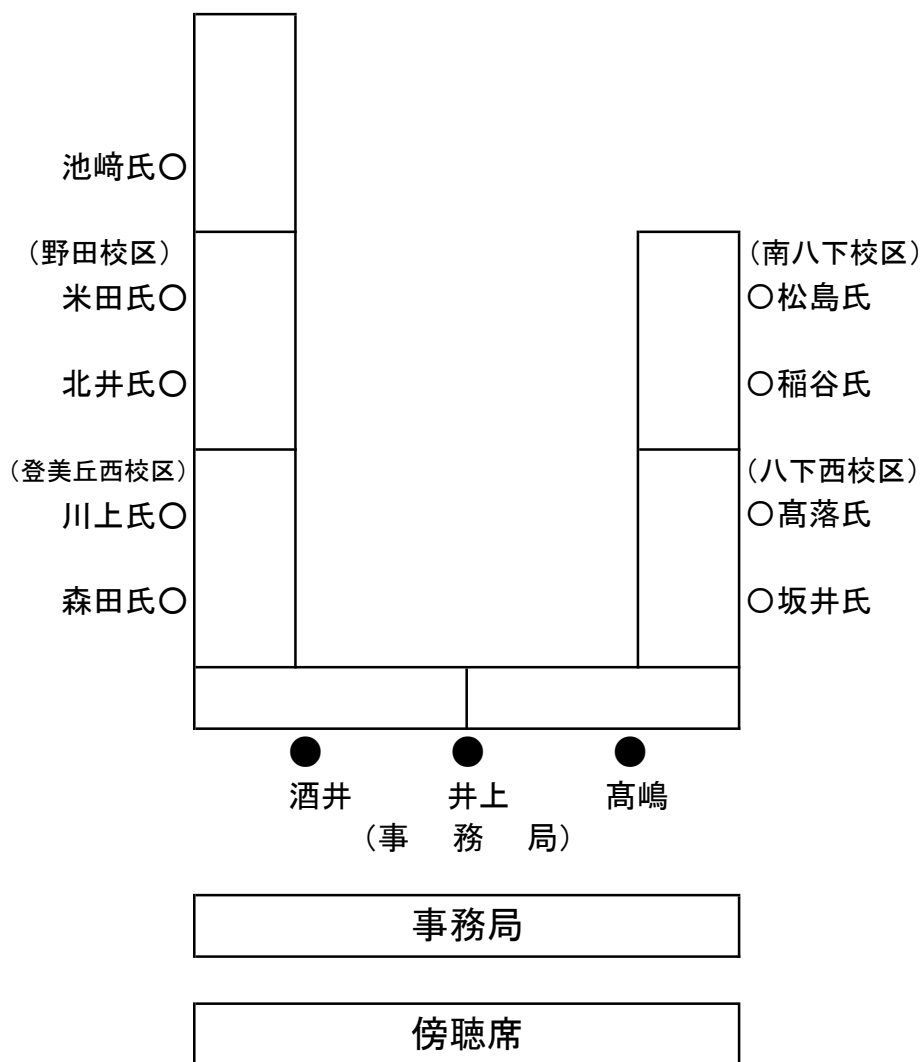 池﨑氏○
(野田校区)
(南八下校区)
米田氏○
○松島氏
北井氏○
○稲谷氏
(登美丘西校区)
(八下西校区)
川上氏○
○髙落氏
森田氏○
○坂井氏
●
●
●
酒井
井上
髙嶋
(事 務 局)
事務局
傍聴席